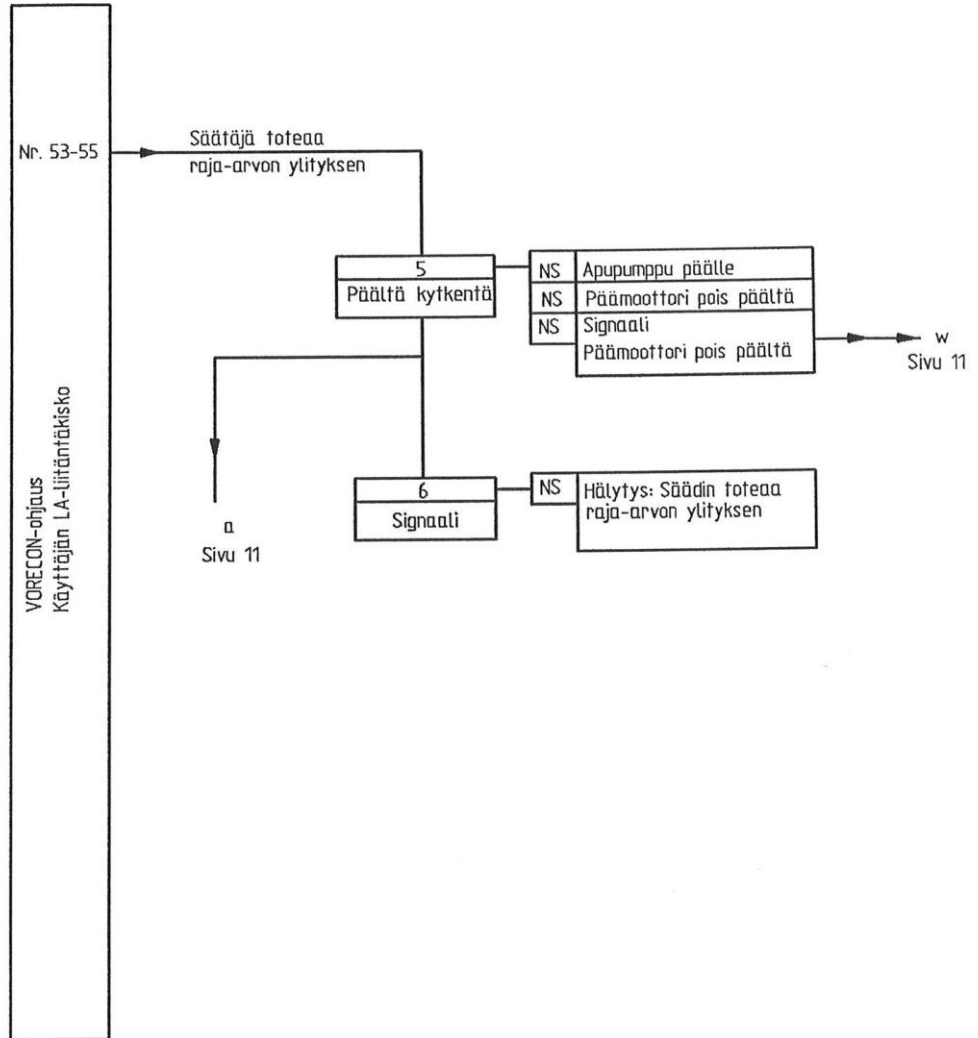 Nr. 53-55
Säätäjä toteaa
raja-arvon ylityksen
5
Päältä kytkentä
NS Apupumppu päälle
NS Päämoottori pois päältä
NS Signaali
Päämoottori pois päältä
w
Sivu 11
a
Sivu 11
6
Signaali
NS Hälytys: Säädin toteaa
raja-arvon ylityksen
VORECON-ohjaus
Käyttäjän LA-liitäntäkisko